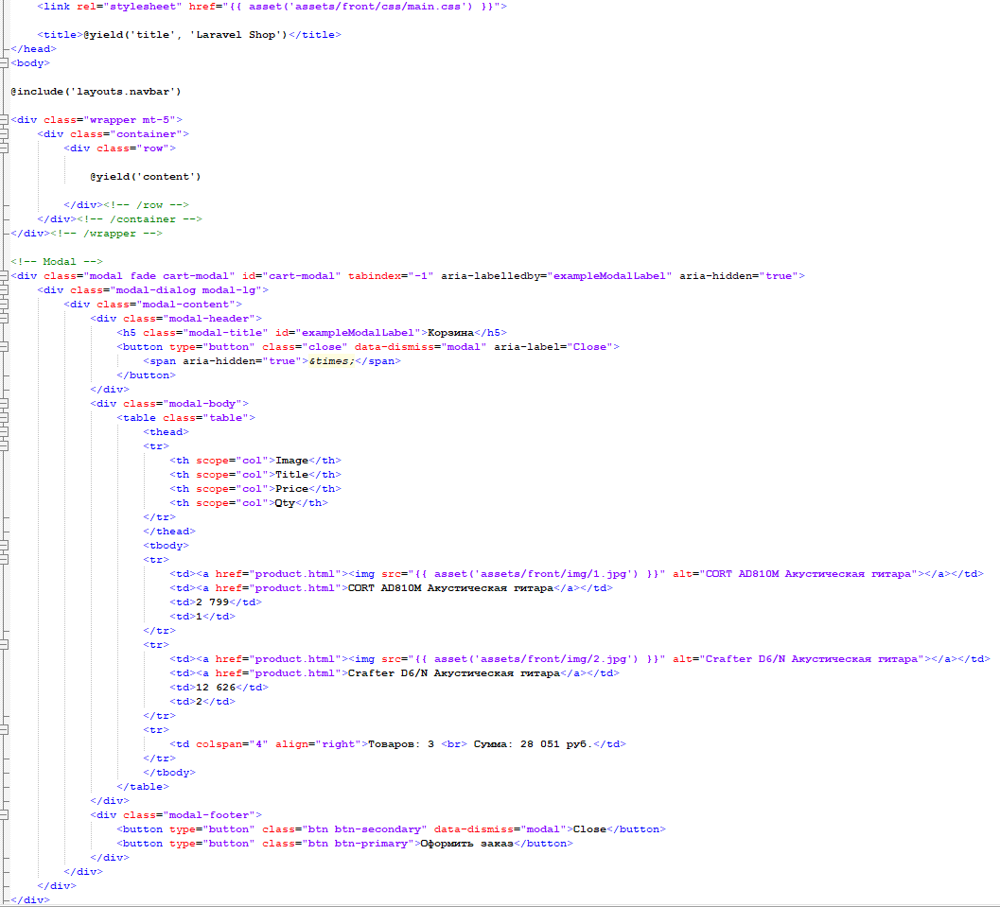 <link rel="stylesheet" href="{{ asset('assets/front/css/main.css') }}">
<title>@yield('title', 'Laravel Shop')</title>
</head>
<body>
@include('layouts.navbar')
<div class="wrapper mt-5">
<div class="container">
<div class="row">
@yield('content')
</div><!-- /row -->
</div><!-- /container -->
</div><!-- /wrapper -->
<!-- Modal -->
<div class="modal fade cart-modal" id="cart-modal" tabindex="-1" aria-labelledby="exampleModalLabel" aria-hidden="true">
<div class="modal-dialog modal-lg">
<div class="modal-content">
<div class="modal-header">
<h5 class="modal-title" id="exampleModalLabel">Корзина</h5>
<button type="button" class="close" data-dismiss="modal" aria-label="Close">
<span aria-hidden="true">&times;</span>
</button>
</div>
<div class="modal-body">
<table class="table">
<thead>
<tr>
<th scope="col">Image</th>
<th scope="col">Title</th>
<th scope="col">Price</th>
<th scope="col">Qty</th>
</tr>
</thead>
<tbody>
<tr>
<td><a href="product.html"><img src="{{ asset('assets/front/img/1.jpg') }}" alt="CORT AD810M Акустическая гитара"></a></td>
<td><a href="product.html">CORT AD810M Акустическая гитара</a></td>
<td>2 799</td>
<td>1</td>
</tr>
<tr>
<td><a href="product.html"><img src="{{ asset('assets/front/img/2.jpg') }}" alt="Crafter D6/N Акустическая гитара"></a></td>
<td><a href="product.html">Crafter D6/N Акустическая гитара</a></td>
<td>12 626</td>
<td>2</td>
</tr>
<tr>
<td colspan="4" align="right">Товаров: 3 <br> Сумма: 28 051 руб.</td>
</tr>
</tbody>
</table>
</div>
<div class="modal-footer">
<button type="button" class="btn btn-secondary" data-dismiss="modal">Close</button>
<button type="button" class="btn btn-primary">Оформить заказ</button>
</div>
</div>
</div>
</div>